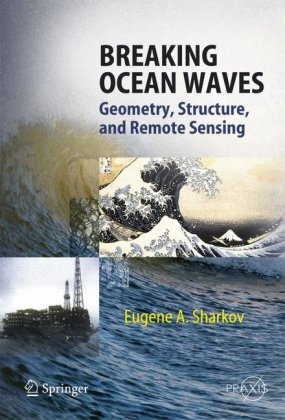 BREAKING
OCEAN WAVES
Geometry, Structure,
and Remote Sensing
Eugene A. Sharkov
Springer
PRAXIS